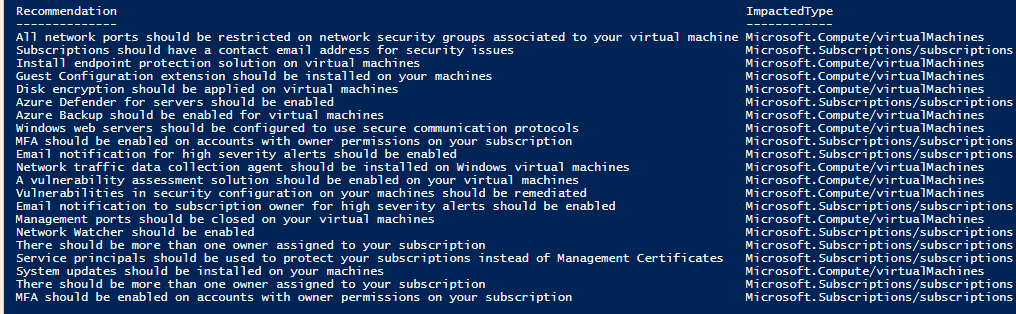 Recommendation ImpactedType
-------------- ------------
All network ports should be restricted on network security groups associated to your virtual machine Microsoft.Compute/virtualMachines
Subscriptions should have a contact email address for security issues Microsoft.Subscriptions/subscriptions
Install endpoint protection solution on virtual machines Microsoft.Compute/virtualMachines
Guest Configuration extension should be installed on your machines Microsoft.Compute/virtualMachines
Disk encryption should be applied on virtual machines Microsoft.Compute/virtualMachines
Azure Defender for servers should be enabled Microsoft.Subscriptions/subscriptions
Azure Backup should be enabled for virtual machines Microsoft.Compute/virtualMachines
Windows web servers should be configured to use secure communication protocols Microsoft.Compute/virtualMachines
MFA should be enabled on accounts with owner permissions on your subscription Microsoft.Subscriptions/subscriptions
Email notification for high severity alerts should be enabled Microsoft.Subscriptions/subscriptions
Network traffic data collection agent should be installed on Windows virtual machines Microsoft.Compute/virtualMachines
A vulnerability assessment solution should be enabled on your virtual machines Microsoft.Compute/virtualMachines
Vulnerabilities in security configuration on your machines should be remediated Microsoft.Compute/virtualMachines
Email notification to subscription owner for high severity alerts should be enabled Microsoft.Subscriptions/subscriptions
Management ports should be closed on your virtual machines Microsoft.Compute/virtualMachines
Network Watcher should be enabled Microsoft.Subscriptions/subscriptions
There should be more than one owner assigned to your subscription Microsoft.Subscriptions/subscriptions
Service principals should be used to protect your subscriptions instead of Management Certificates Microsoft.Subscriptions/subscriptions
System updates should be installed on your machines Microsoft.Compute/virtualMachines
There should be more than one owner assigned to your subscription Microsoft.Subscriptions/subscriptions
MFA should be enabled on accounts with owner permissions on your subscription Microsoft.Subscriptions/subscriptions